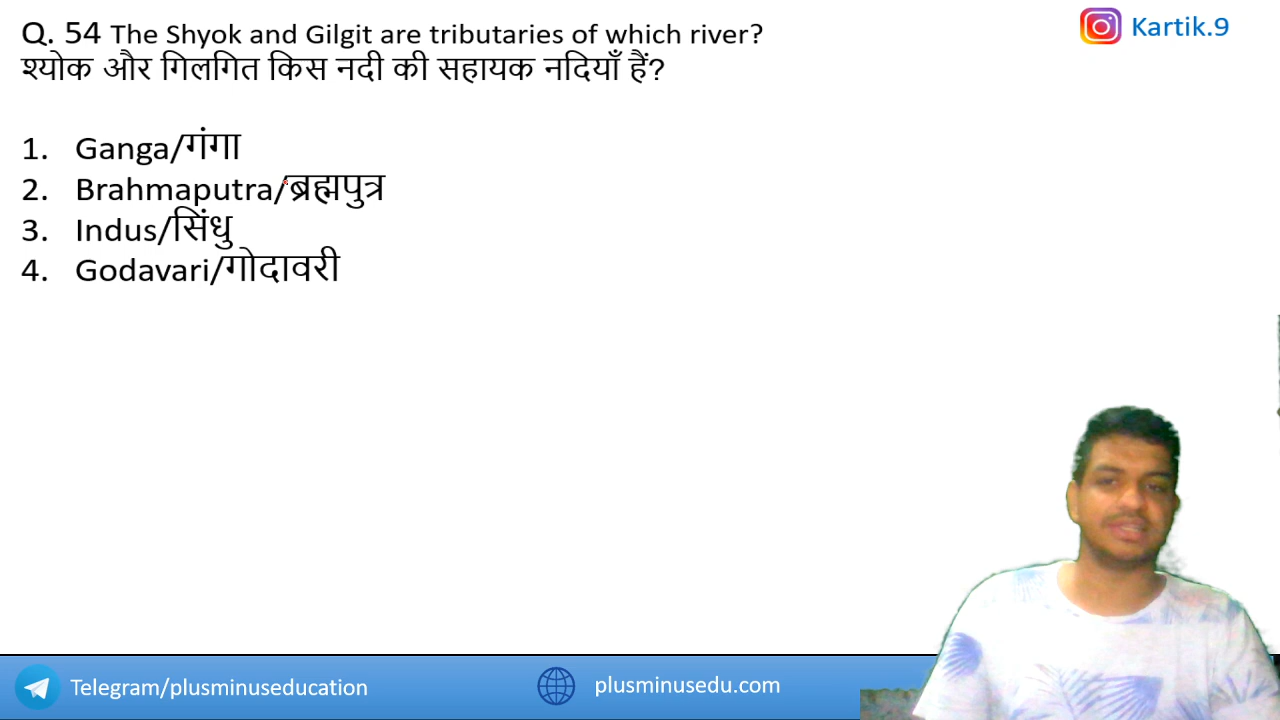 Q. 54 The Shyok and Gilgit are tributaries of which river?
श्योक और गिलगित किस नदी की सहायक नदियाँ हैं?
1. Ganga/गंगा
2. Brahmaputra/ब्रह्मपुत्र
3. Indus/सिंधु
4. Godavari/गोदावरी
Kartik.9
Telegram/plusminuseducation
plusminusedu.com